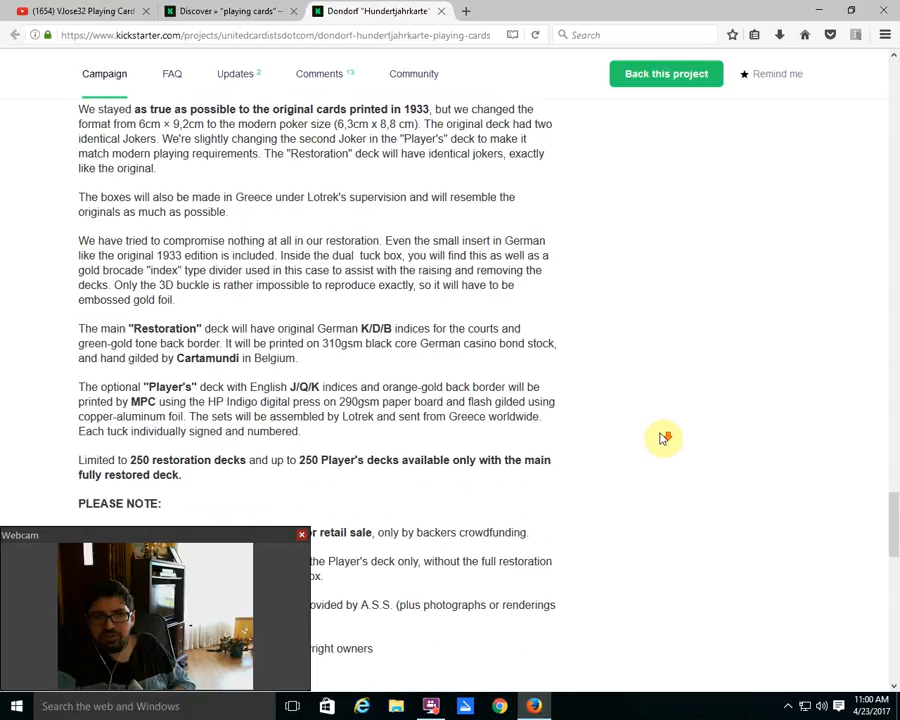 (1654) VJose32 Playing Card
Discover » "playing cards" –
Dondorf "Hundertjahrkarte"
https://www.kickstarter.com/projects/unitedcardistsdotcom/dondorf-hundertjahrkarte-playing-cards
Search
Campaign FAQ Updates 2 Comments 13 Community Back this project Remind me
We stayed as true as possible to the original cards printed in 1933, but we changed the
format from 6cm × 9,2cm to the modern poker size (6,3cm x 8,8 cm). The original deck had two
identical Jokers. We're slightly changing the second Joker in the "Player's" deck to make it
match modern playing requirements. The "Restoration" deck will have identical jokers, exactly
like the original.
The boxes will also be made in Greece under Lotrek's supervision and will resemble the
originals as much as possible.
We have tried to compromise nothing at all in our restoration. Even the small insert in German
like the original 1933 edition is included. Inside the dual tuck box, you will find this as well as a
gold brocade "index" type divider used in this case to assist with the raising and removing the
decks. Only the 3D buckle is rather impossible to reproduce exactly, so it will have to be
embossed gold foil.
The main "Restoration" deck will have original German K/D/B indices for the courts and
green-gold tone back border. It will be printed on 310gsm black core German casino bond stock,
and hand gilded by Cartamundi in Belgium.
The optional "Player's" deck with English J/Q/K indices and orange-gold back border will be
printed by MPC using the HP Indigo digital press on 290gsm paper board and flash gilded using
copper-aluminum foil. The sets will be assembled by Lotrek and sent from Greece worldwide.
Each tuck individually signed and numbered.
Limited to 250 restoration decks and up to 250 Player's decks available only with the main
fully restored deck.
PLEASE NOTE:
or retail sale, only by backers crowdfunding.
the Player's deck only, without the full restoration
ox.
ovided by A.S.S. (plus photographs or renderings
right owners
Webcam
Search the web and Windows
11:00 AM
4/23/2017